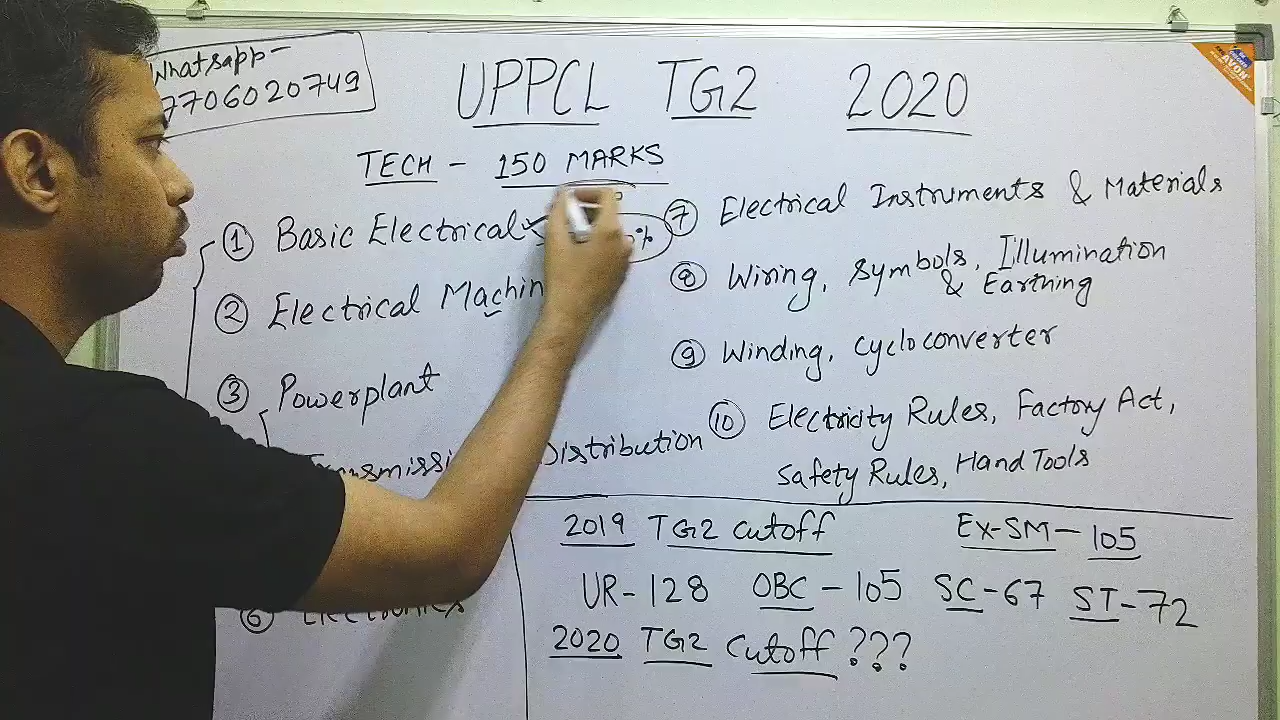 Whatsapp-
7706020749
UPPCL TG2 2020
TECH - 150 MARKS
① Basic Electrical
② Electrical Machin
③ Powerplant
Distribution
⑥ Electronics
⑦ Electrical Instruments & Materials
⑧ Wiring, Symbols, Illumination
& Earthing
⑨ Winding, Cycloconverter
⑩ Electricity Rules, Factory Act,
Safety Rules, Hand Tools
2019 TG2 cutoff
EX-SM-105
UR-128 OBC-105 SC-67 ST-72
2020 TG2 Cutoff ???
AVON